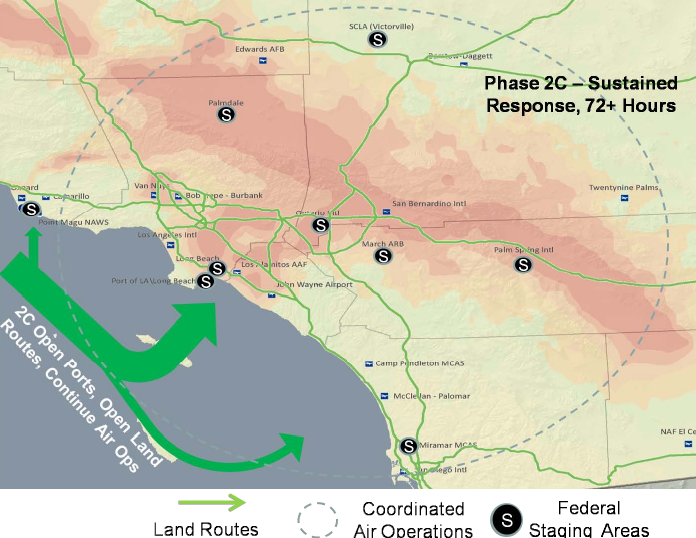 SCLA (Victorville)
Edwards AFB
Barstow-Daggett
Phase 2C – Sustained
Response, 72+ Hours
Palmdale
S
S
Twentynine Palms
Camarillo
Van Nuys
Bob Hope - Burbank
San Bernardino Intl
Ontario Intl
S
S
Point Magu NAWS
Los Angeles Intl
March ARB
Palm Spring Intl
S
S
Long Beach
Los Alamitos AAF
S
Port of LA\Long Beach
S
John Wayne Airport
2C Open Ports, Open Land
Routes, Continue Air Ops
Camp Pendleton MCAS
McClellan - Palomar
NAF El Ce
Miramar MCAS
S
San Diego Intl
Land Routes
Coordinated
Air Operations
S
Federal
Staging Areas